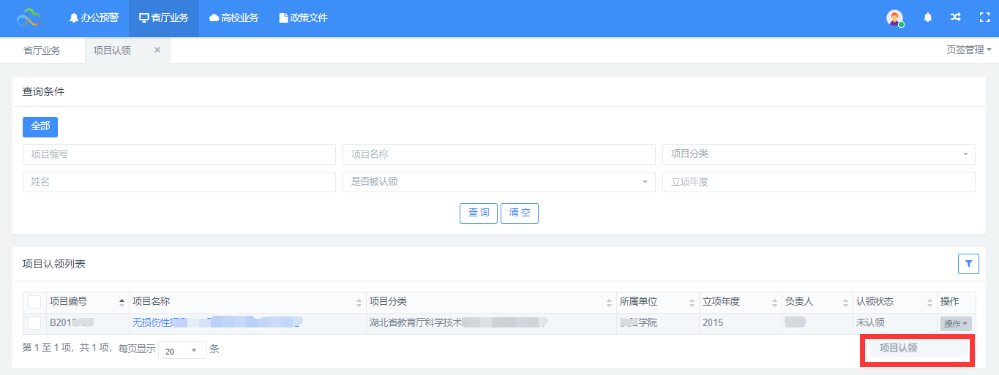 办公预警 省厅业务 高校业务 政策文件
省厅业务 项目认领 × 页签管理
查询条件
全部
项目编号 项目名称 项目分类
姓名 是否被认领 立项年度
查 询 清 空
项目认领列表
项目编号 项目名称 项目分类 所属单位 立项年度 负责人 认领状态 操作
B2015 无损伤性 湖北省教育厅科学技术 学院 2015 未认领 操作
第 1 至 1 项，共 1 项，每页显示 20 条
项目认领